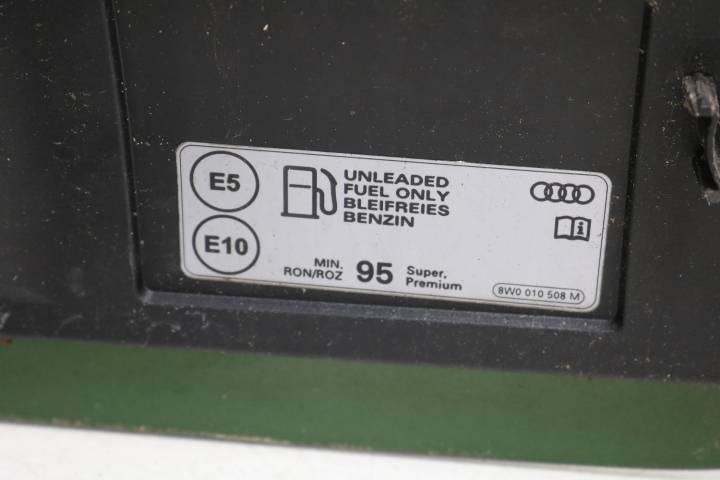 E5
E10
UNLEADED
FUEL ONLY
BLEIFREIES
BENZIN
MIN.
RON/ROZ
95
Super,
Premium
i
8W0 010 508 M